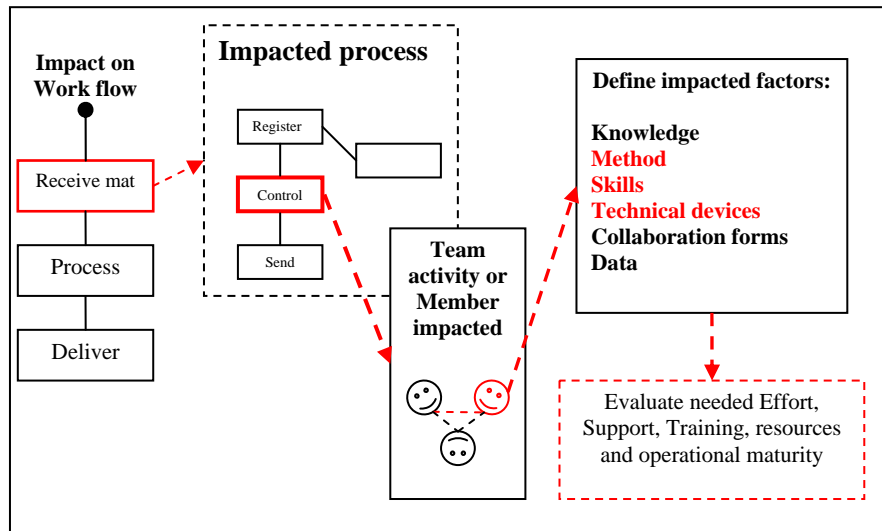 Impact on
Work flow
Receive mat
Process
Deliver
Impacted process
Register
Control
Send
Team
activity or
Member
impacted
Define impacted factors:
Knowledge
Method
Skills
Technical devices
Collaboration forms
Data
Evaluate needed Effort,
Support, Training, resources
and operational maturity